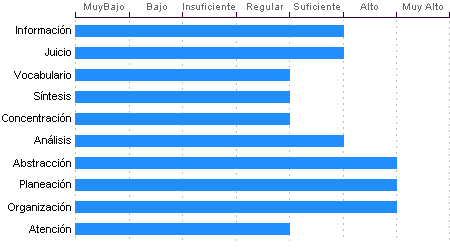 MuyBajo Bajo Insuficiente Regular Suficiente Alto Muy Alto
Información
Juicio
Vocabulario
Síntesis
Concentración
Análisis
Abstracción
Planeación
Organización
Atención